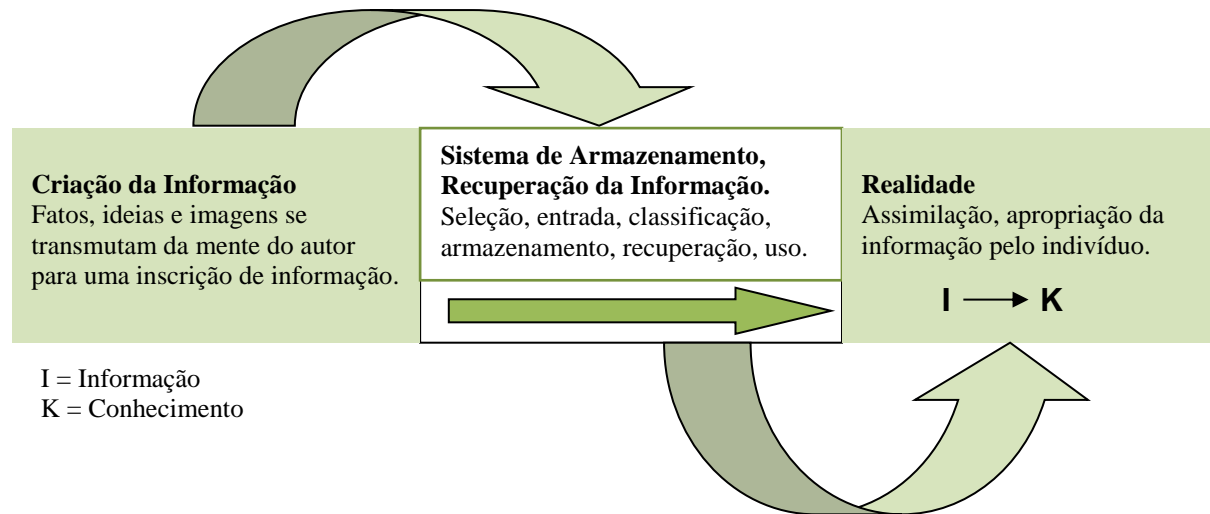 Criação da Informação
Fatos, ideias e imagens se
transmutam da mente do autor
para uma inscrição de informação.
Sistema de Armazenamento,
Recuperação da Informação.
Seleção, entrada, classificação,
armazenamento, recuperação, uso.
Realidade
Assimilação, apropriação da
informação pelo indivíduo.
I → K
I = Informação
K = Conhecimento